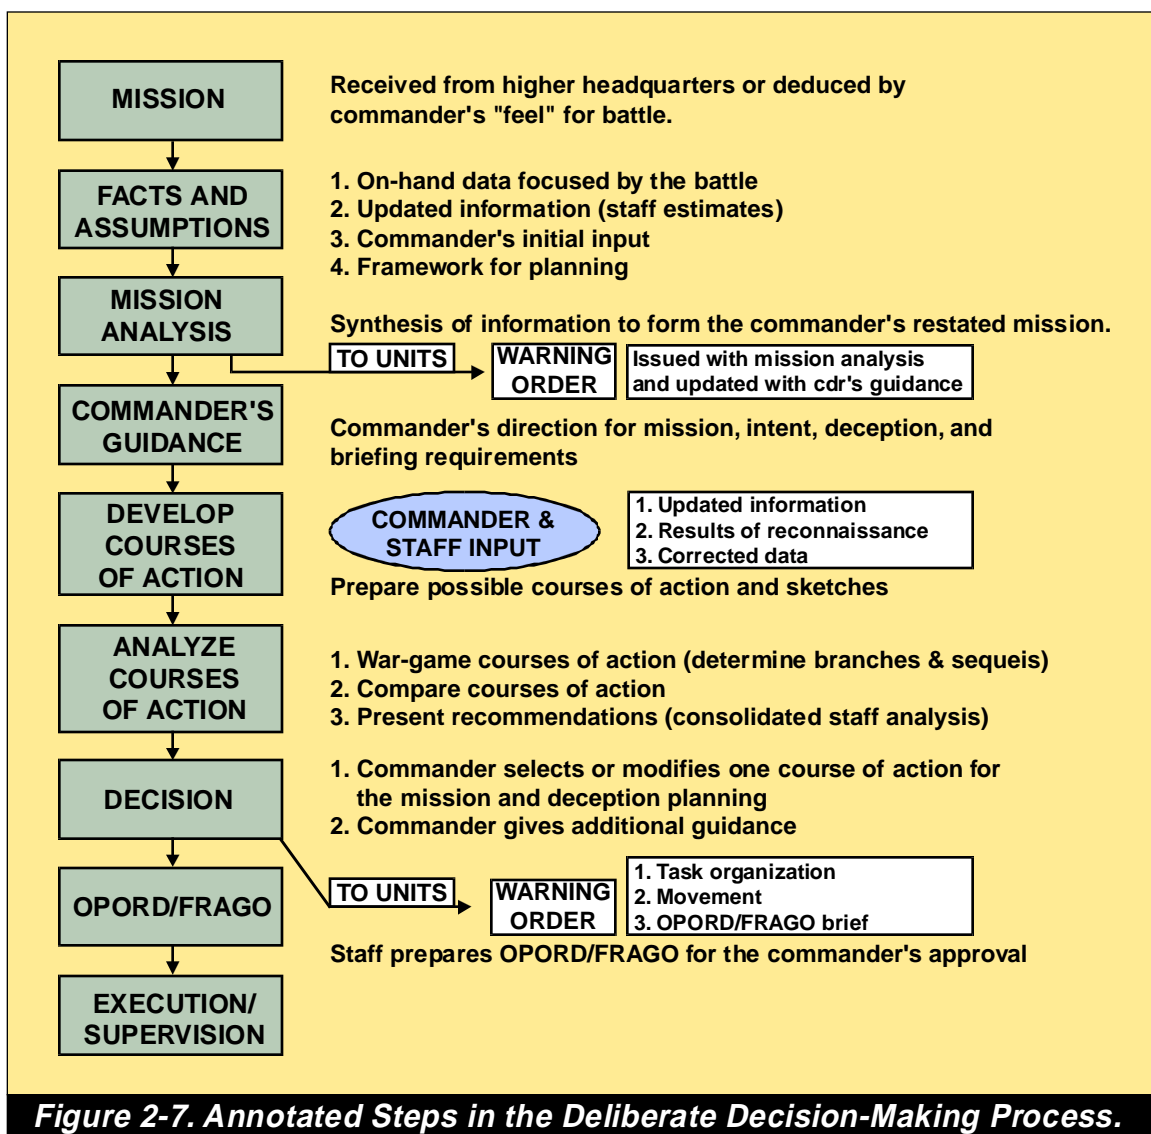 MISSION
Received from higher headquarters or deduced by
commander's "feel" for battle.
FACTS AND
ASSUMPTIONS
1. On-hand data focused by the battle
2. Updated information (staff estimates)
3. Commander's initial input
4. Framework for planning
MISSION
ANALYSIS
Synthesis of information to form the commander's restated mission.
TO UNITS
WARNING
ORDER
Issued with mission analysis
and updated with cdr's guidance
COMMANDER'S
GUIDANCE
Commander's direction for mission, intent, deception, and
briefing requirements
DEVELOP
COURSES
OF ACTION
COMMANDER &
STAFF INPUT
1. Updated information
2. Results of reconnaissance
3. Corrected data
Prepare possible courses of action and sketches
ANALYZE
COURSES
OF ACTION
1. War-game courses of action (determine branches & sequeis)
2. Compare courses of action
3. Present recommendations (consolidated staff analysis)
DECISION
1. Commander selects or modifies one course of action for
the mission and deception planning
2. Commander gives additional guidance
TO UNITS
WARNING
ORDER
1. Task organization
2. Movement
3. OPORD/FRAGO brief
OPORD/FRAGO
Staff prepares OPORD/FRAGO for the commander's approval
EXECUTION/
SUPERVISION
Figure 2-7. Annotated Steps in the Deliberate Decision-Making Process.